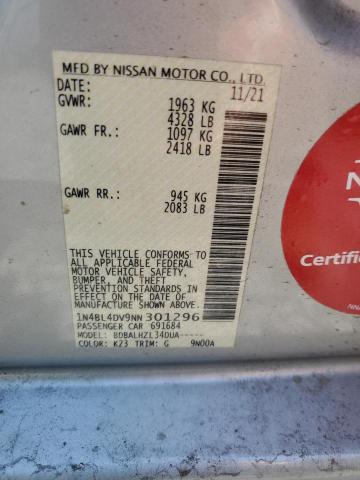 MFD BY NISSAN MOTOR CO., LTD.
DATE: 11/21
GVWR: 1963 KG
4328 LB
GAWR FR.: 1097 KG
2418 LB
GAWR RR.: 945 KG
2083 LB
THIS VEHICLE CONFORMS TO
ALL APPLICABLE FEDERAL
MOTOR VEHICLE SAFETY,
BUMPER, AND THEFT
PREVENTION STANDARDS
IN EFFECT ON THE DATE OF
MANUFACTURE SHOWN ABOVE.
1N4BL4DV9NN301296
PASSENGER CAR 691684
MODEL: BDBALHZL34DUA-----
COLOR: K23 TRIM: G 9N00A
N
Certifie